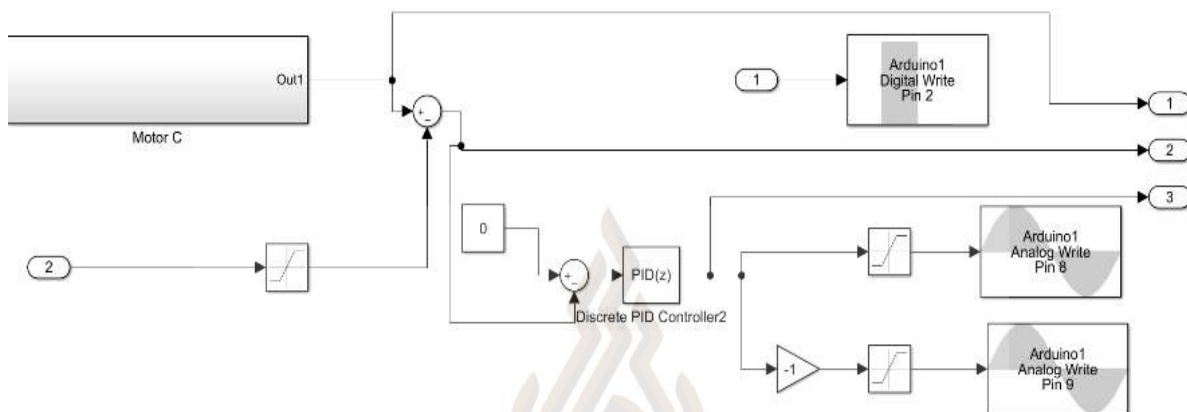 Out1
Motor C
+
-
1
Arduino1
Digital Write
Pin 2
1
2
3
2
0
+
-
PID(z)
Discrete PID Controller2
Arduino1
Analog Write
Pin 8
-1
Arduino1
Analog Write
Pin 9